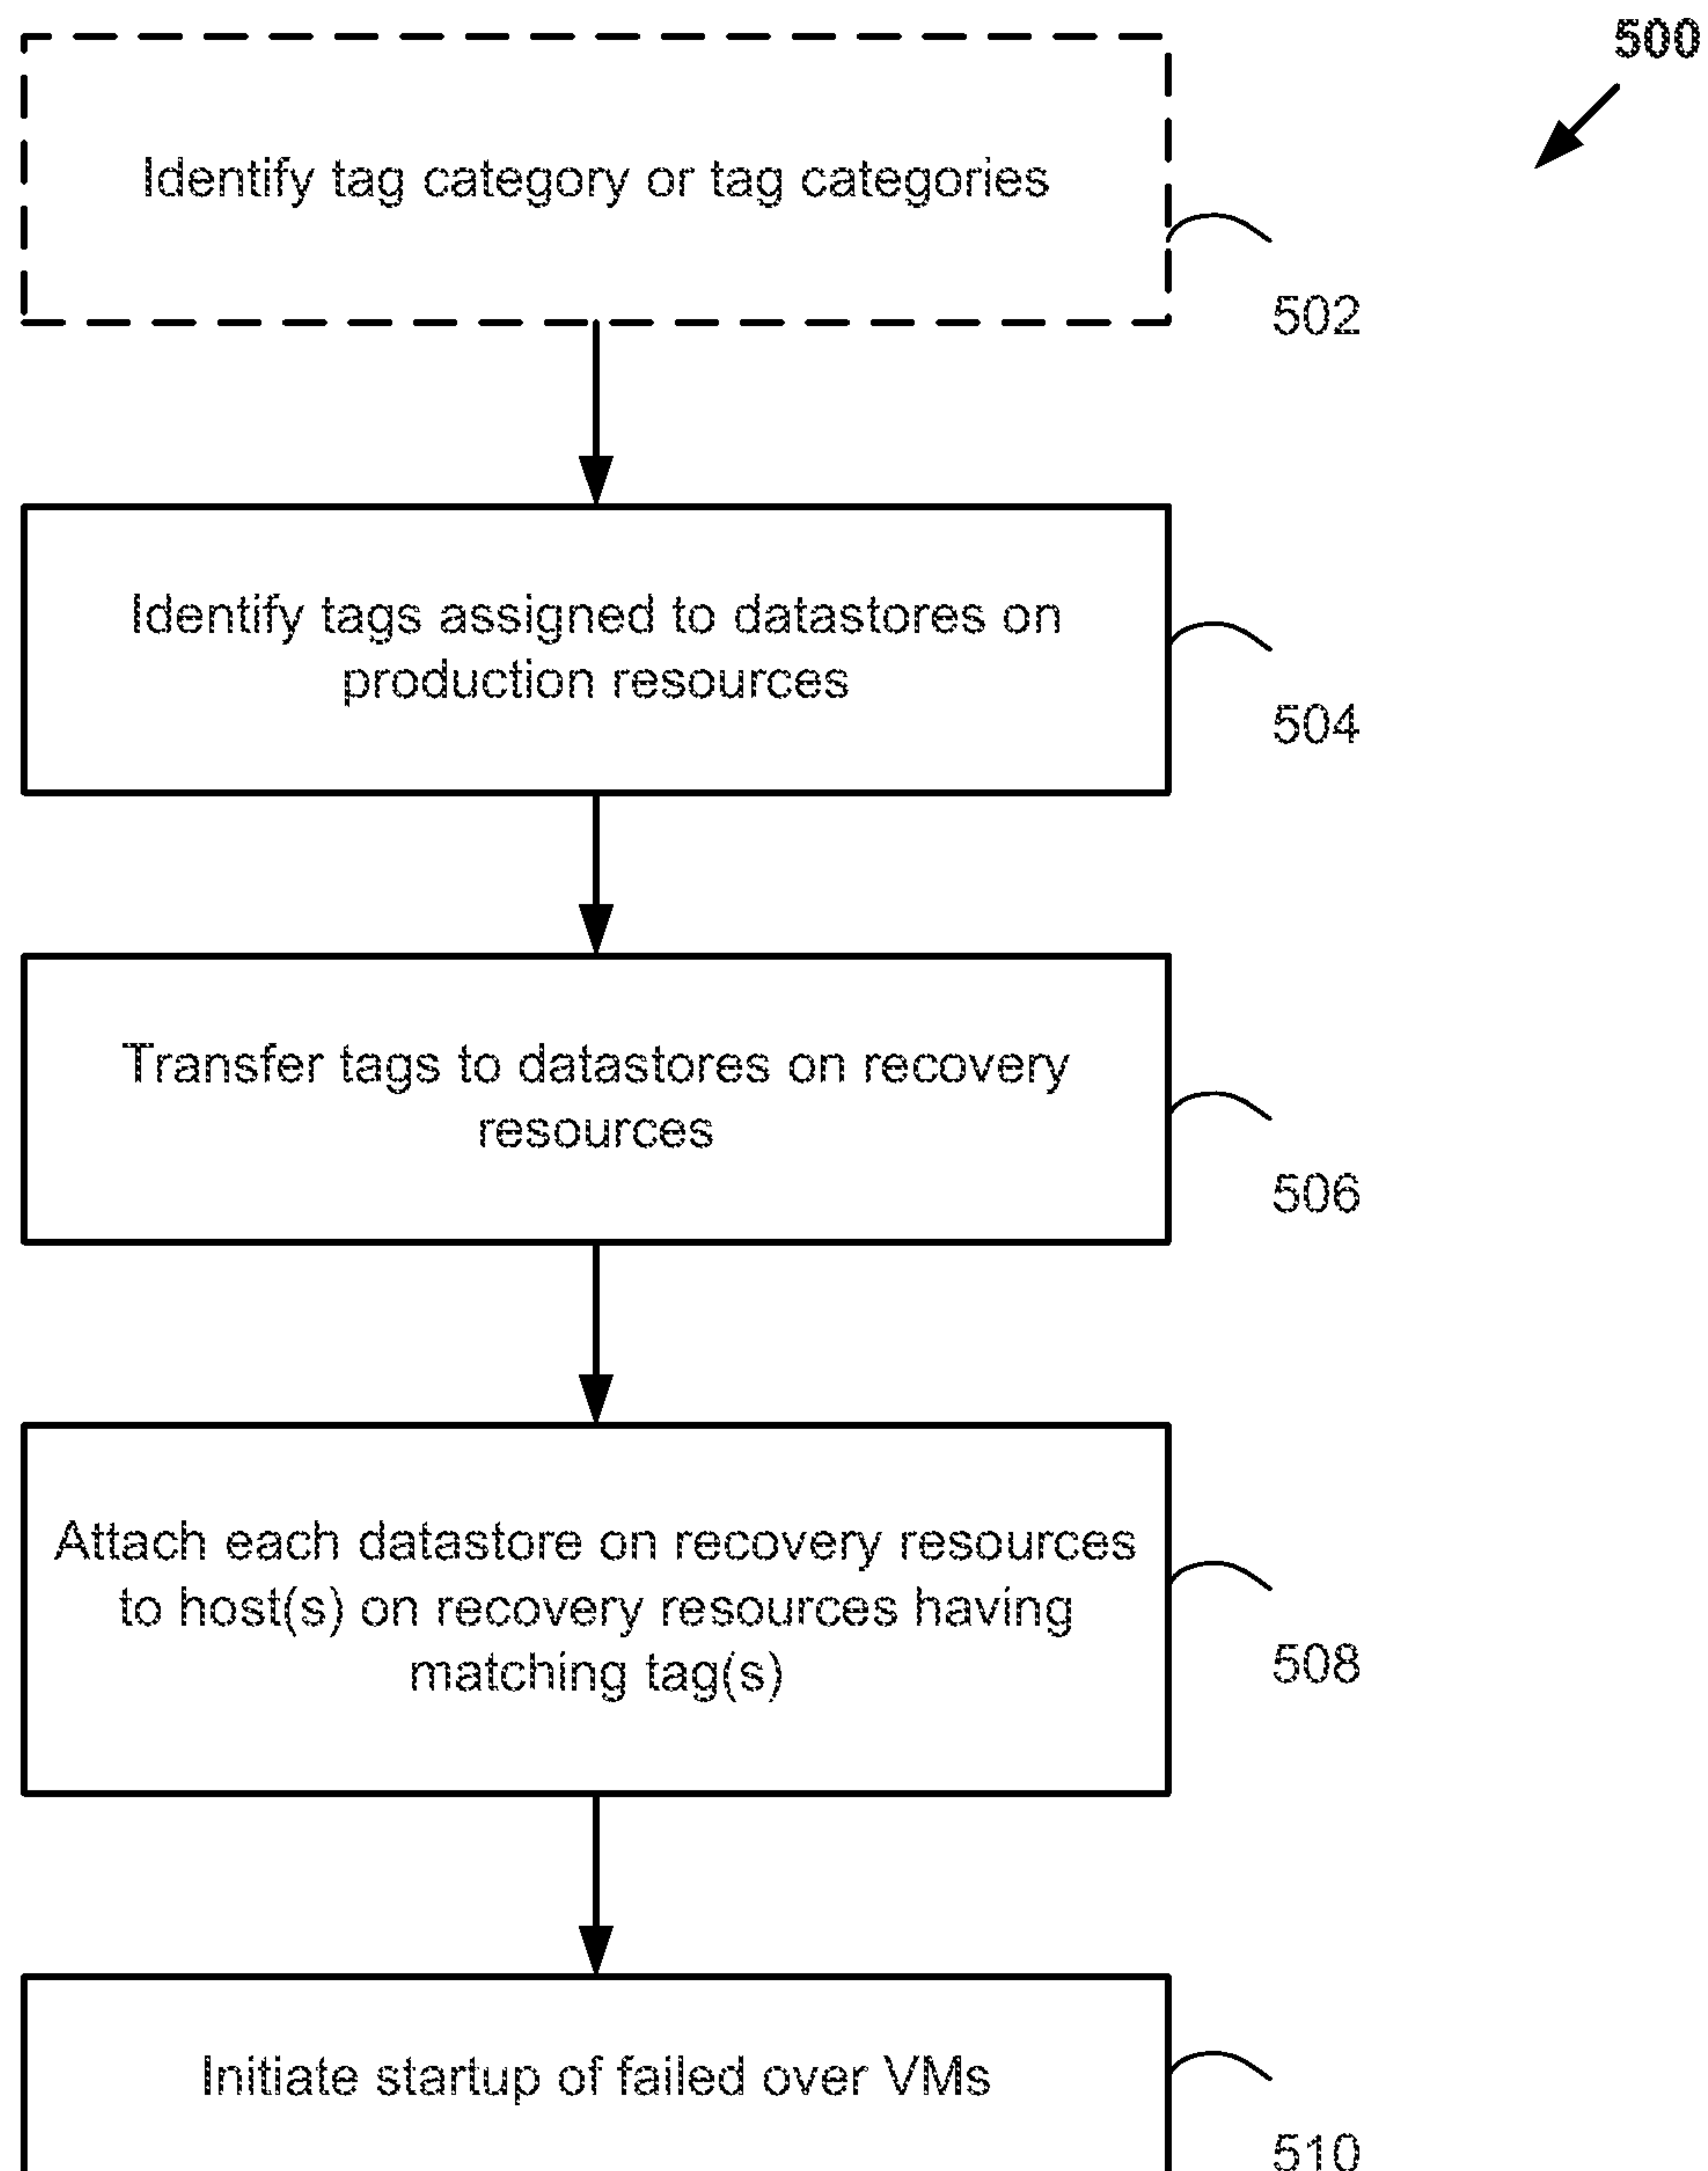 500
Identify tag category or tag categories
502
Identify tags assigned to datastores on
production resources
504
Transfer tags to datastores on recovery
resources
506
Attach each datastore on recovery resources
to host(s) on recovery resources having
matching tag(s)
508
Initiate startup of failed over VMs
510